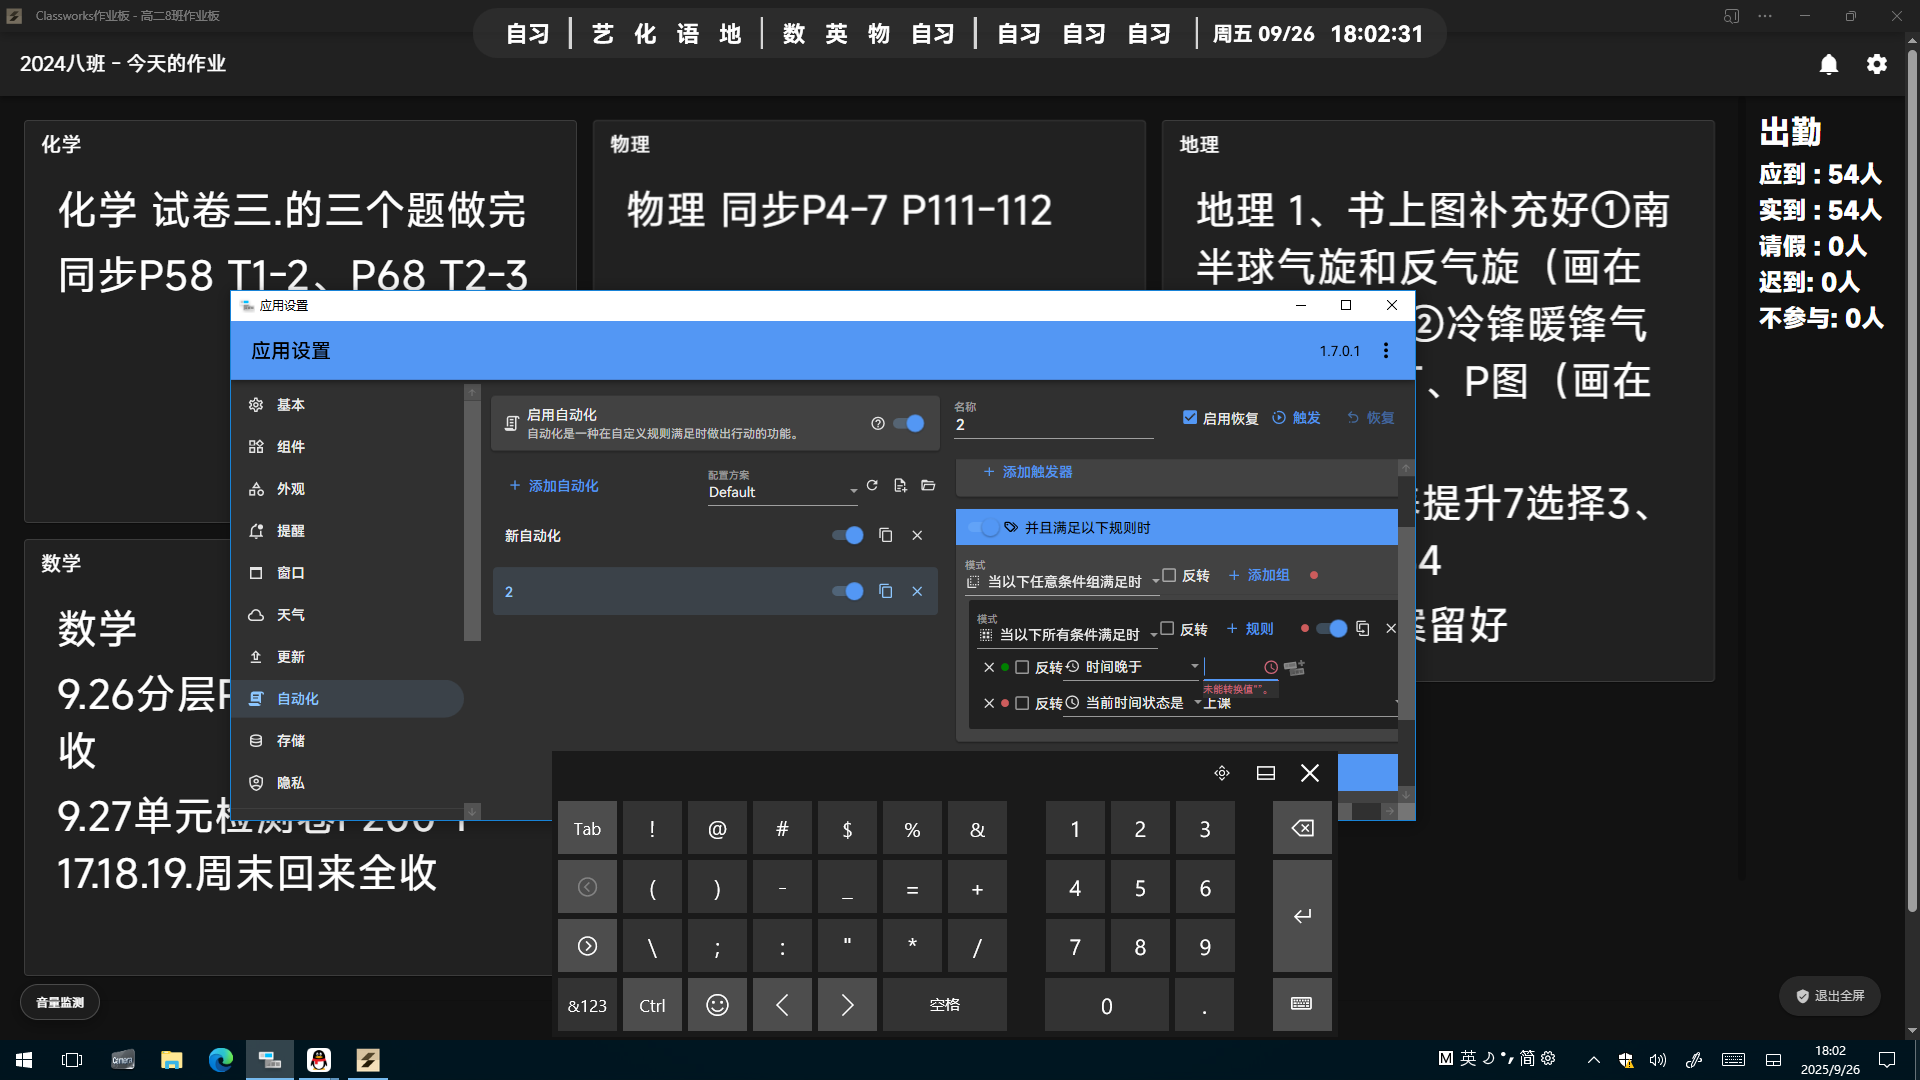 Classworks作业板 - 高二8班作业板
自习 | 艺 化 语 地 | 数 英 物 自习 | 自习 自习 自习 | 周五 09/26 18:02:31
2024八班 - 今天的作业
化学
化学 试卷三.的三个题做完
同步P58 T1-2、P68 T2-3
物理
物理 同步P4-7 P111-112
地理
地理 1、书上图补充好①南
半球气旋和反气旋（画在
②冷锋暖锋气
、P图（画在
提升7选择3、
4
案留好
出勤
应到 : 54人
实到 : 54人
请假 : 0人
迟到: 0人
不参与: 0人
数学
数学
9.26分层
收
9.27单元检测卷P200 T
17.18.19.周末回来全收
应用设置
应用设置
1.7.0.1
基本
组件
外观
提醒
窗口
天气
更新
自动化
存储
隐私
启用自动化
自动化是一种在自定义规则满足时做出行动的功能。
添加自动化
配置方案
Default
新自动化
2
名称
2
启用恢复
触发
恢复
添加触发器
并且满足以下规则时
模式
当以下任意条件组满足时
反转
添加组
模式
当以下所有条件满足时
反转
规则
反转 时间晚于
未能转换值""。
反转 当前时间状态是 上课
Tab ! @ # $ % & 1 2 3
( ) - _ = + 4 5 6
\ ; : " * / 7 8 9
&123 Ctrl 空格 0 .
音量监测
退出全屏
M 英 简
18:02
2025/9/26